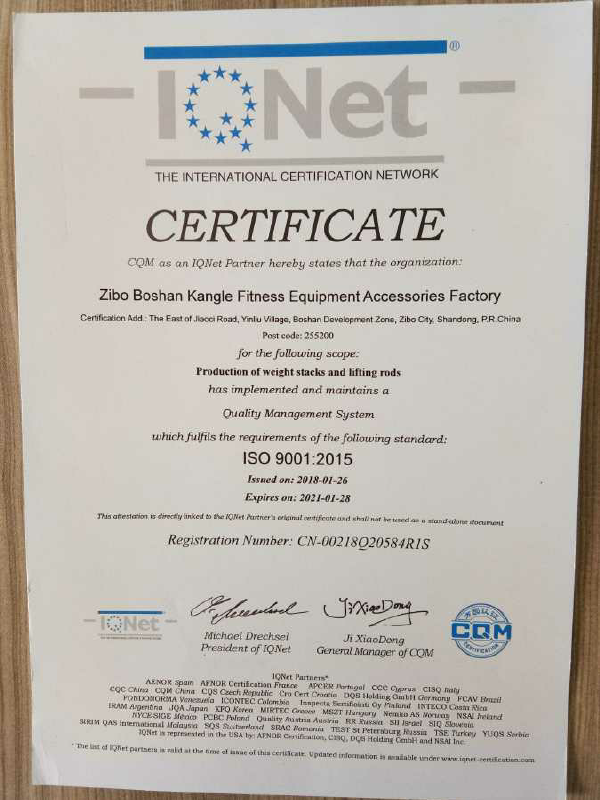 IQNet ®
THE INTERNATIONAL CERTIFICATION NETWORK
CERTIFICATE
CQM as an IQNet Partner hereby states that the organization:
Zibo Boshan Kangle Fitness Equipment Accessories Factory
Certification Add.: The East of Jiaoci Road, Yinlu Village, Boshan Development Zone, Zibo City, Shandong, P.R.China
Post code: 255200
for the following scope:
Production of weight stacks and lifting rods
has implemented and maintains a
Quality Management System
which fulfils the requirements of the following standard:
ISO 9001:2015
Issued on: 2018-01-26
Expires on: 2021-01-28
This attestation is directly linked to the IQNet Partner's original certificate and shall not be used as a stand-alone document
Registration Number: CN-00218Q20584R1S
IQNet
Ji XiaoDong
CQM
CERTIFICATION
Michael Drechsel
President of IQNet
Ji XiaoDong
General Manager of CQM
IQNet Partners*
AENOR Spain AFNOR Certification France APCER Portugal CCC Cyprus CISQ Italy
CQC China CQM China CQS Czech Republic Cro Cert Croatia DQS Holding GmbH Germany FCAV Brazil
FONDONORMA Venezuela ICONTEC Colombia Inspecta Sertifiointi Oy Finland INTECO Costa Rica
IRAM Argentina JQA Japan KFQ Korea MIRTEC Greece MSZT Hungary Nemko AS Norway NSAI Ireland
NYCE-SIGE México PCBC Poland Quality Austria Austria RR Russia SII Israel SIQ Slovenia
SIRIM QAS International Malaysia SQS Switzerland SRAC Romania TEST St Petersburg Russia TSE Turkey YUQS Serbia
IQNet is represented in the USA by: AFNOR Certification, CISQ, DQS Holding GmbH and NSAI Inc.
* The list of IQNet partners is valid at the time of issue of this certificate. Updated information is available under www.iqnet-certification.com